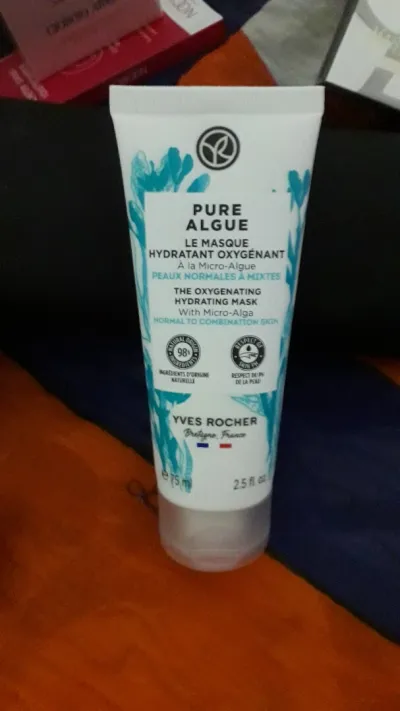 PURE
ALGUE
LE MASQUE
HYDRATANT OXYGÉNANT
À la Micro-Algue
PEAUX NORMALES À MIXTES
THE OXYGENATING
HYDRATING MASK
With Micro-Alga
NORMAL TO COMBINATION SKIN
98%
INGRÉDIENTS D'ORIGINE
NATURELLE
RESPECT DU PH
DE LA PEAU
YVES ROCHER
Bretagne, France
75 ml
2.5 fl. oz